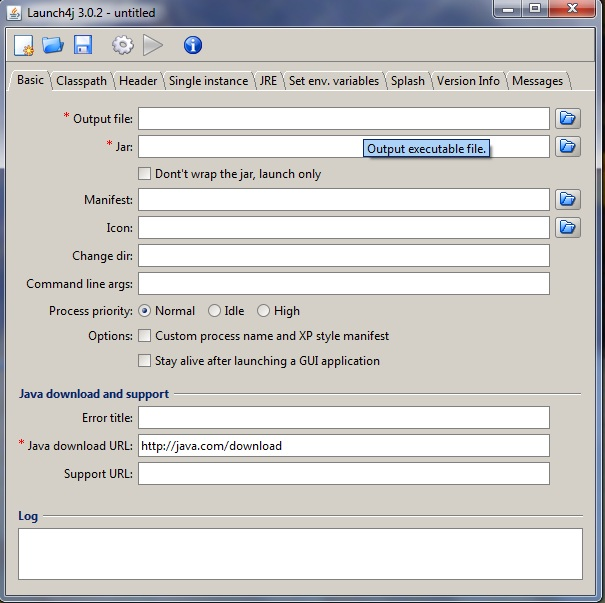 Launch4j 3.0.2 - untitled
Basic Classpath Header Single instance JRE Set env. variables Splash Version Info Messages
* Output file:
* Jar:
Output executable file.
Dont't wrap the jar, launch only
Manifest:
Icon:
Change dir:
Command line args:
Process priority: Normal Idle High
Options: Custom process name and XP style manifest
Stay alive after launching a GUI application
Java download and support
Error title:
* Java download URL: http://java.com/download
Support URL:
Log